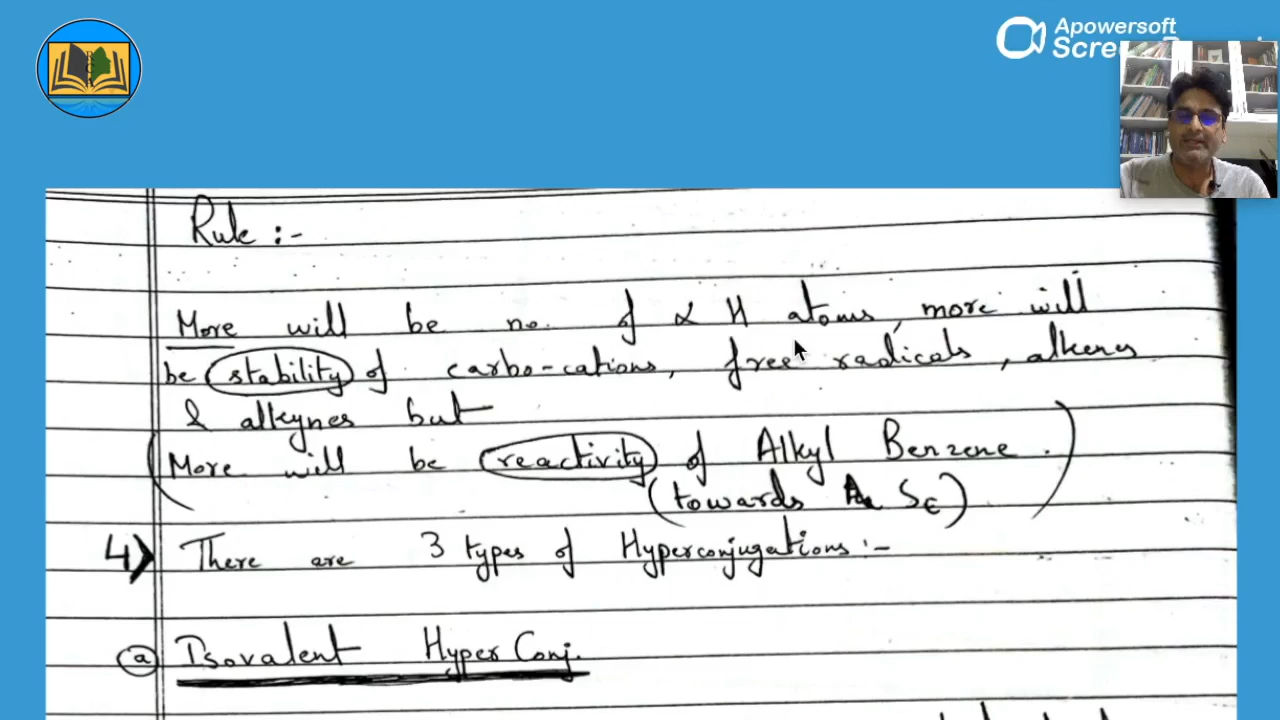 Apowersoft
Rule :-
More will be no. of α H atoms, more will
be stability of carbo-cations, free radicals, alkenes
& alkynes but
(More will be reactivity of Alkyl Benzene.)
(towards SE)
4) There are 3 types of Hyperconjugations :-
(a) Isovalent Hyper Conj.